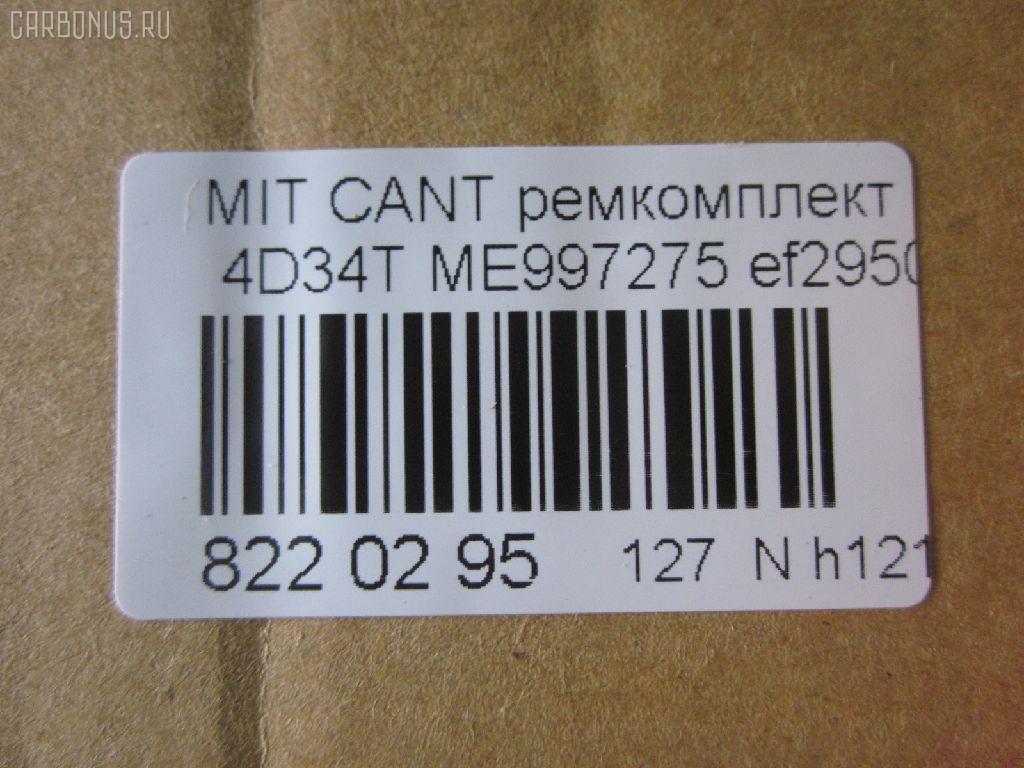 CARBONUS.RU
MIT CANT ремкомплект
4D34T ME997275 ef2950
822 02 95 127 N h121